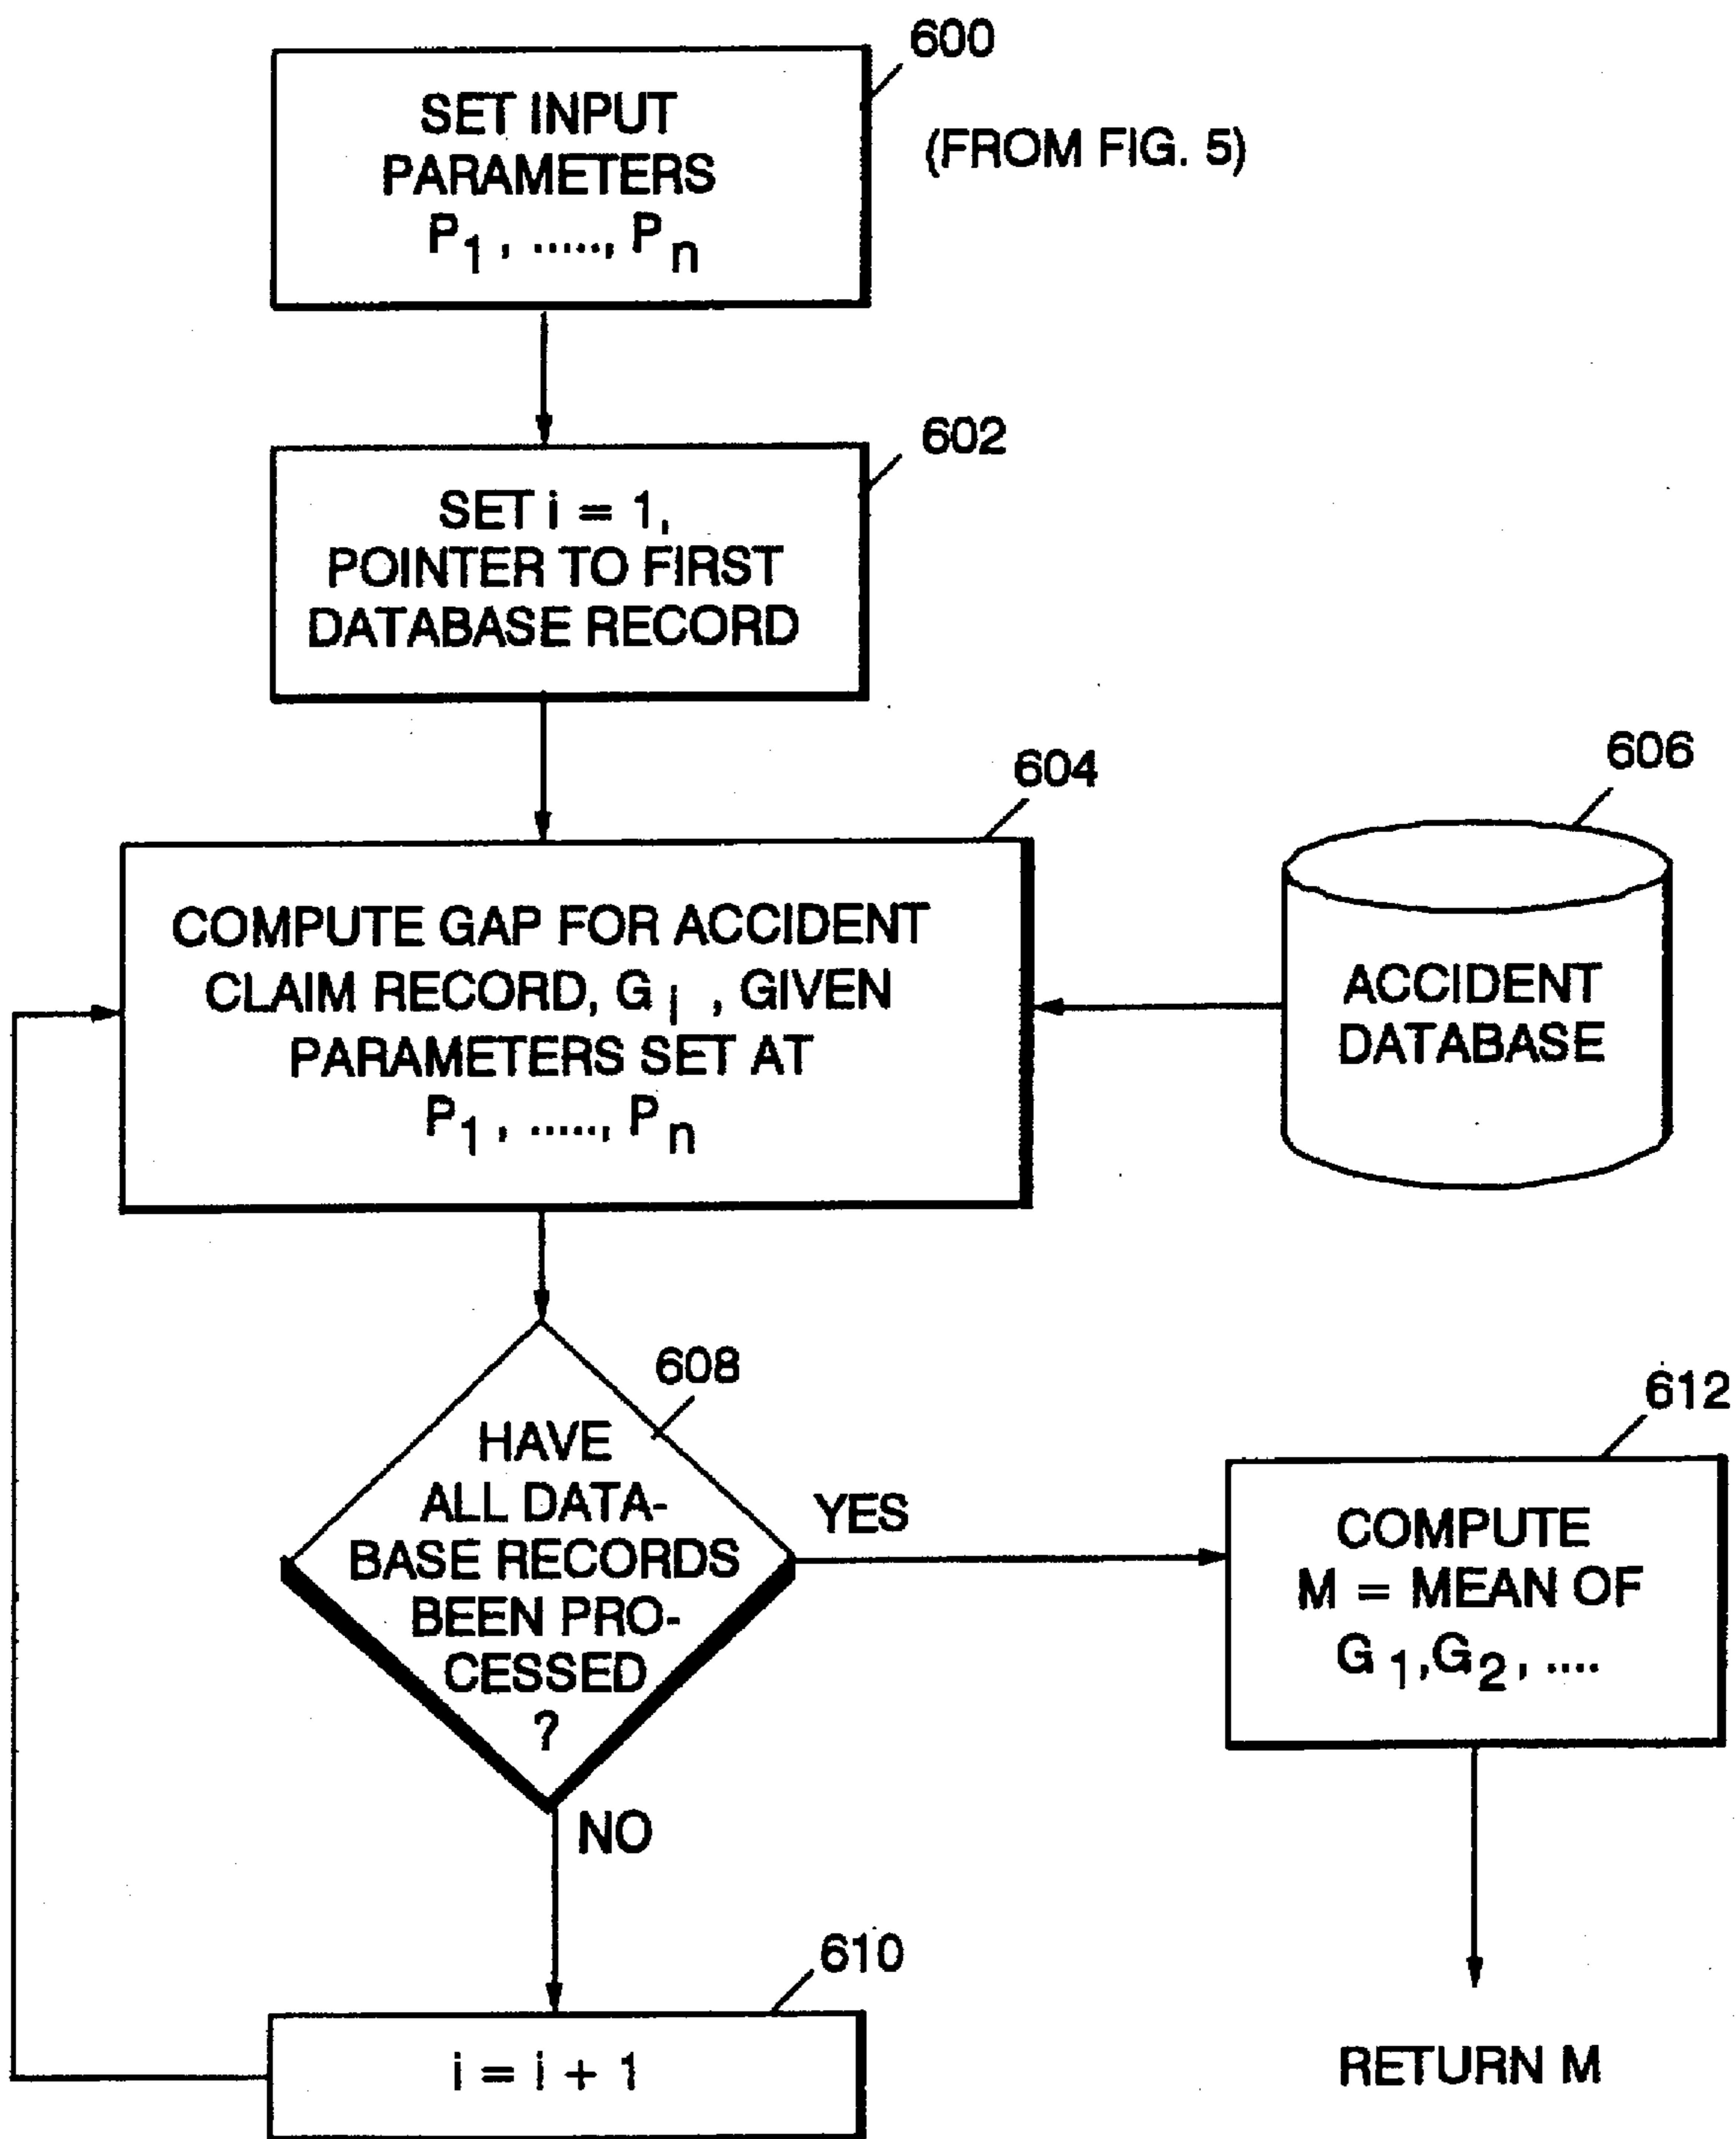 600
SET INPUT
PARAMETERS
P1 , ....., Pn
(FROM FIG. 5)
602
SET i = 1,
POINTER TO FIRST
DATABASE RECORD
604
COMPUTE GAP FOR ACCIDENT
CLAIM RECORD, Gi , GIVEN
PARAMETERS SET AT
P1 , ....., Pn
606
ACCIDENT
DATABASE
608
HAVE
ALL DATA-
BASE RECORDS
BEEN PRO-
CESSED
?
YES
NO
612
COMPUTE
M = MEAN OF
G1,G2, ....
610
i = i + 1
RETURN M